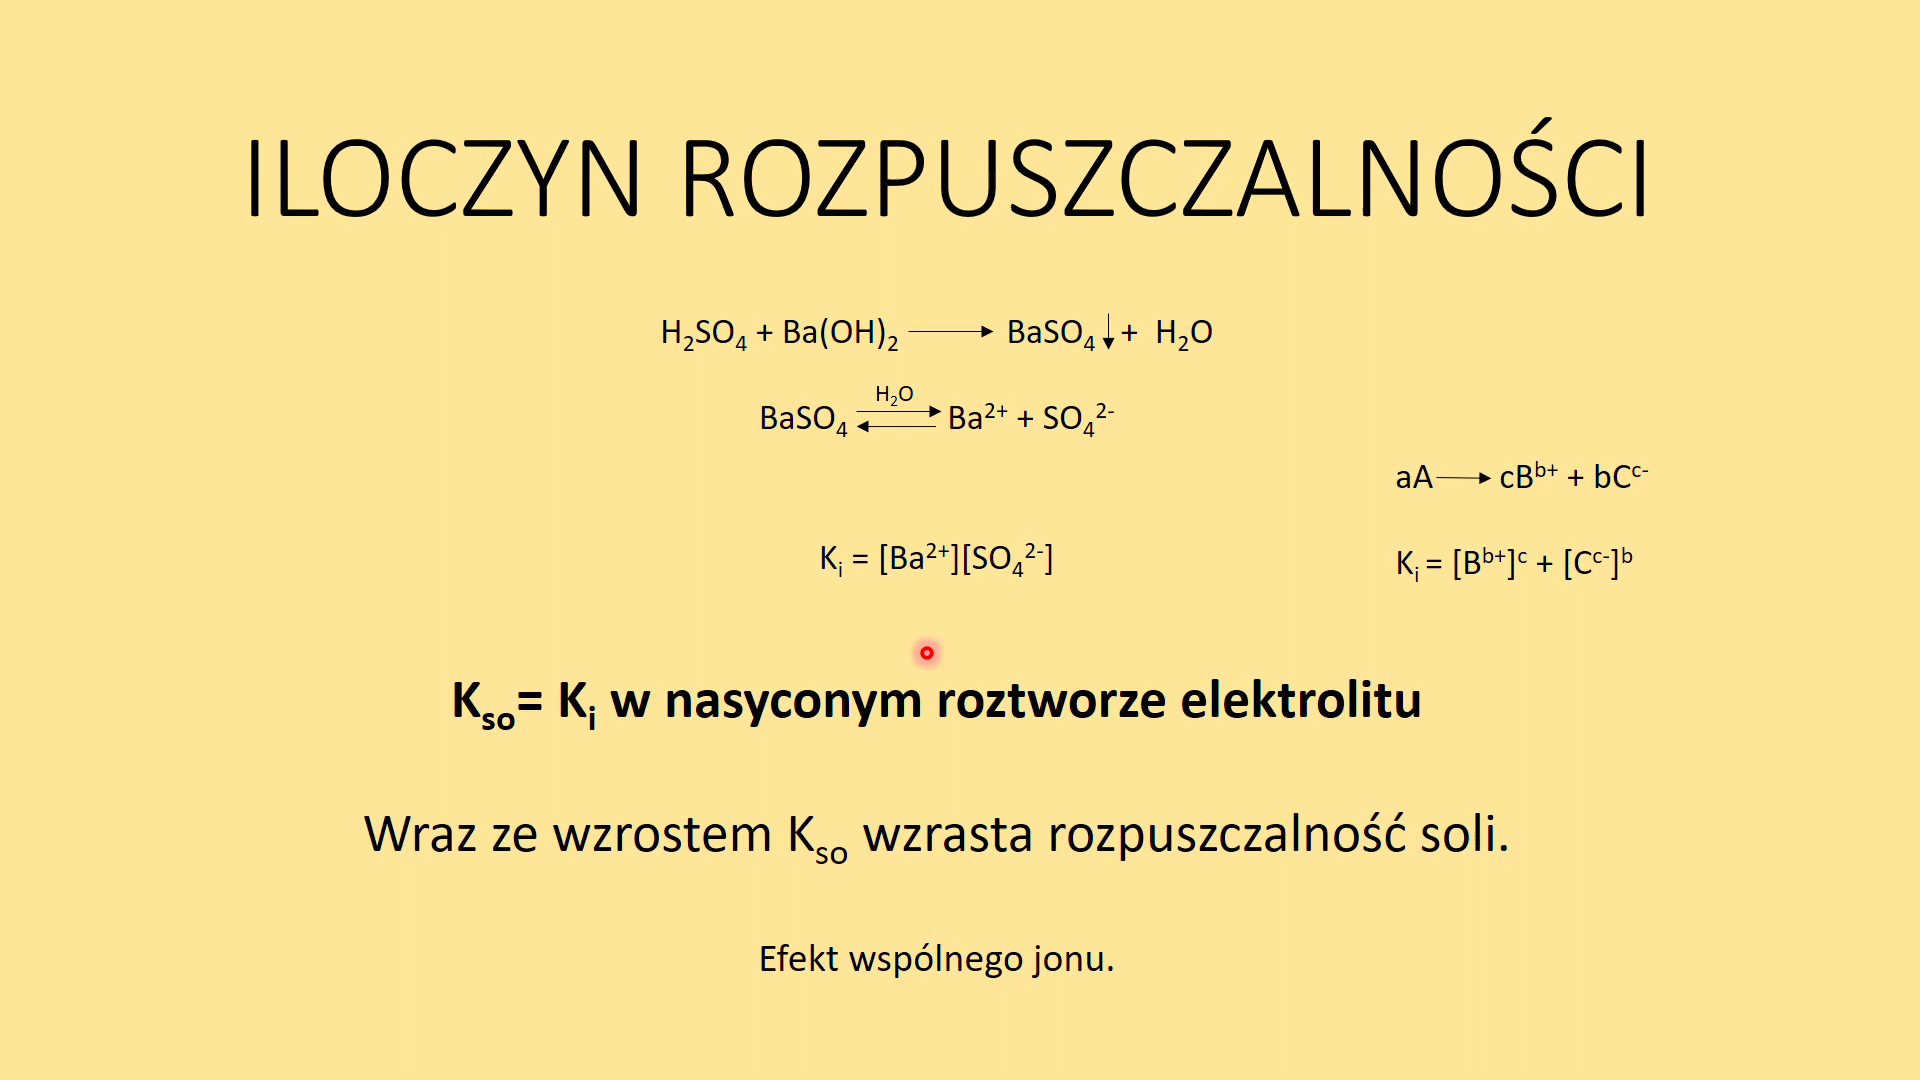 ILOCZYN ROZPUSZCZALNOŚCI
H₂SO₄ + Ba(OH)₂ ⟶ BaSO₄↓ + H₂O
H₂O
BaSO₄ ⇄ Ba²⁺ + SO₄²⁻
aA ⟶ cBᵇ⁺ + bCᶜ⁻
Kᵢ = [Ba²⁺][SO₄²⁻]
Kᵢ = [Bᵇ⁺]ᶜ + [Cᶜ⁻]ᵇ
Kₛₒ= Kᵢ w nasyconym roztworze elektrolitu
Wraz ze wzrostem Kₛₒ wzrasta rozpuszczalność soli.
Efekt wspólnego jonu.